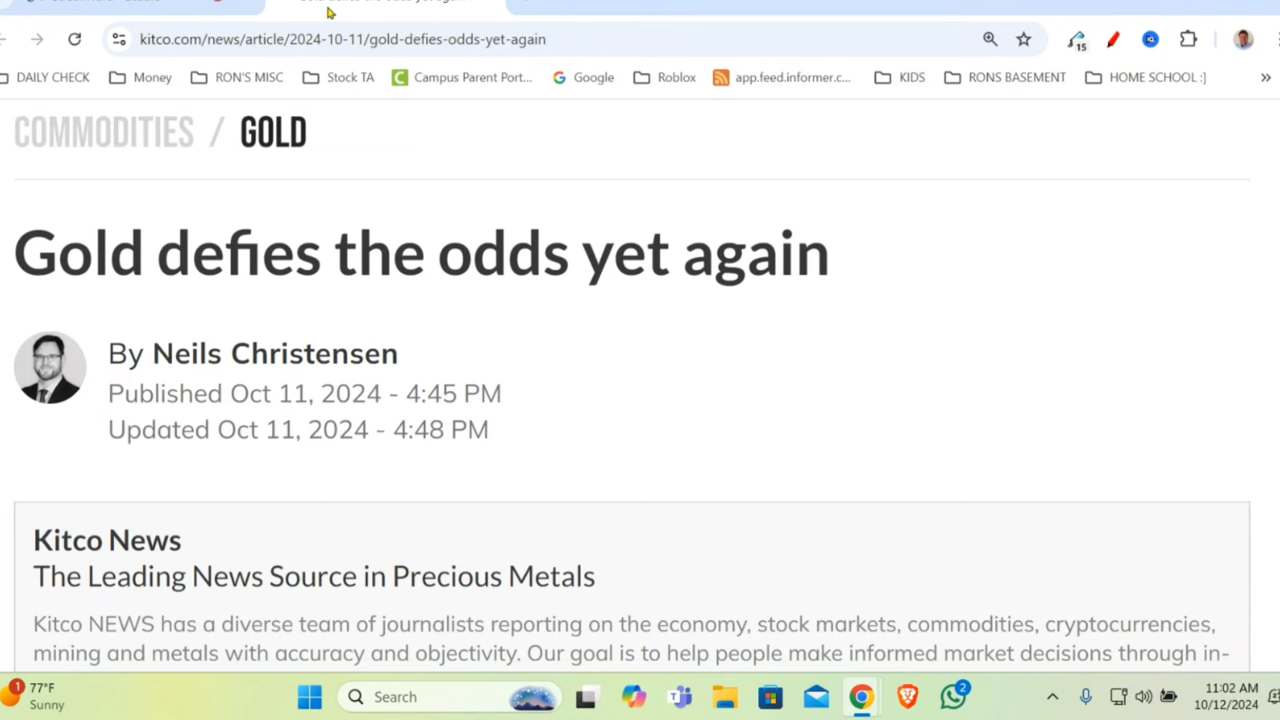 kitco.com/news/article/2024-10-11/gold-defies-odds-yet-again
15
DAILY CHECK Money RON'S MISC Stock TA Campus Parent Port... Google Roblox app.feed.informer.c... KIDS RONS BASEMENT HOME SCHOOL :] »
COMMODITIES / GOLD
Gold defies the odds yet again
By Neils Christensen
Published Oct 11, 2024 - 4:45 PM
Updated Oct 11, 2024 - 4:48 PM
Kitco News
The Leading News Source in Precious Metals
Kitco NEWS has a diverse team of journalists reporting on the economy, stock markets, commodities, cryptocurrencies,
mining and metals with accuracy and objectivity. Our goal is to help people make informed market decisions through in-
1
77°F
Sunny
Search
2
11:02 AM
10/12/2024